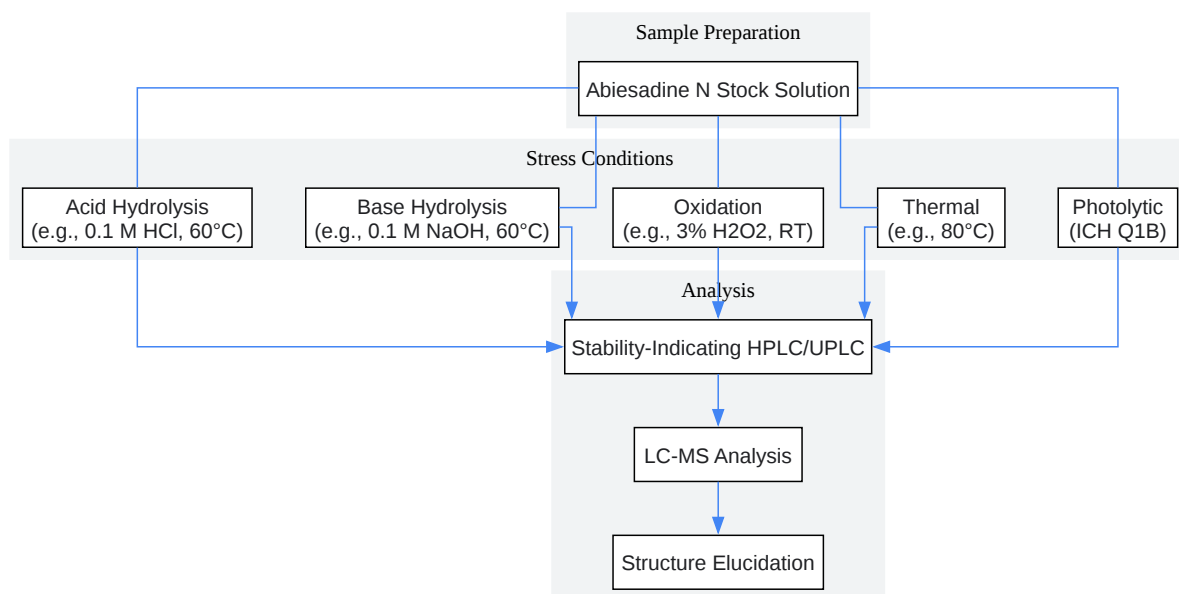 Sample Preparation
Abiesadine N Stock Solution
Stress Conditions
Acid Hydrolysis
(e.g., 0.1 M HCl, 60°C)
Base Hydrolysis
(e.g., 0.1 M NaOH, 60°C)
Oxidation
(e.g., 3% H2O2, RT)
Thermal
(e.g., 80°C)
Photolytic
(ICH Q1B)
Analysis
Stability-Indicating HPLC/UPLC
LC-MS Analysis
Structure Elucidation